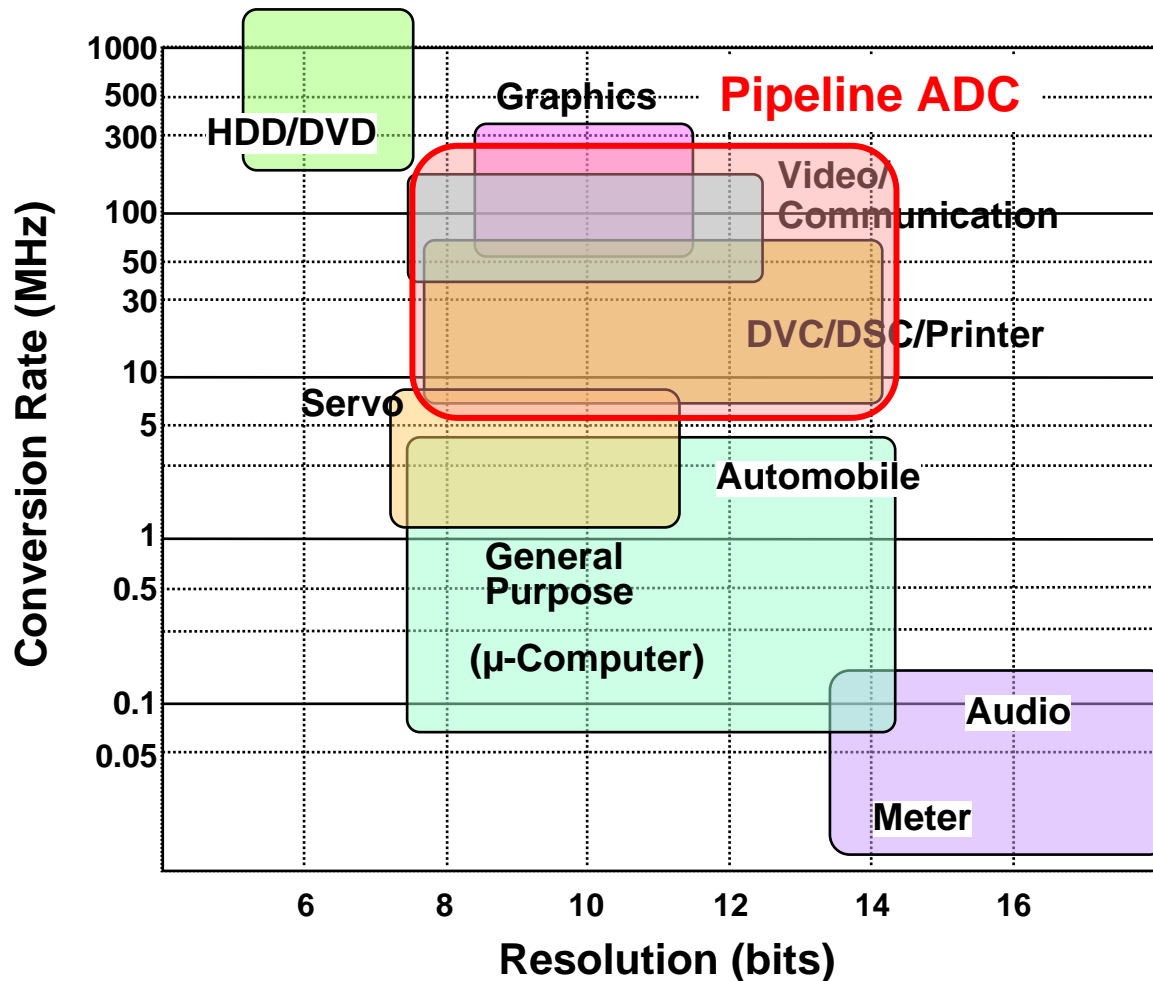 1000
500
300
100
50
30
10
5
1
0.5
0.1
0.05
Conversion Rate (MHz)
Graphics
Pipeline ADC
HDD/DVD
Video/
Communication
DVC/DSC/Printer
Servo
Automobile
General
Purpose
(μ-Computer)
Audio
Meter
6 8 10 12 14 16
Resolution (bits)